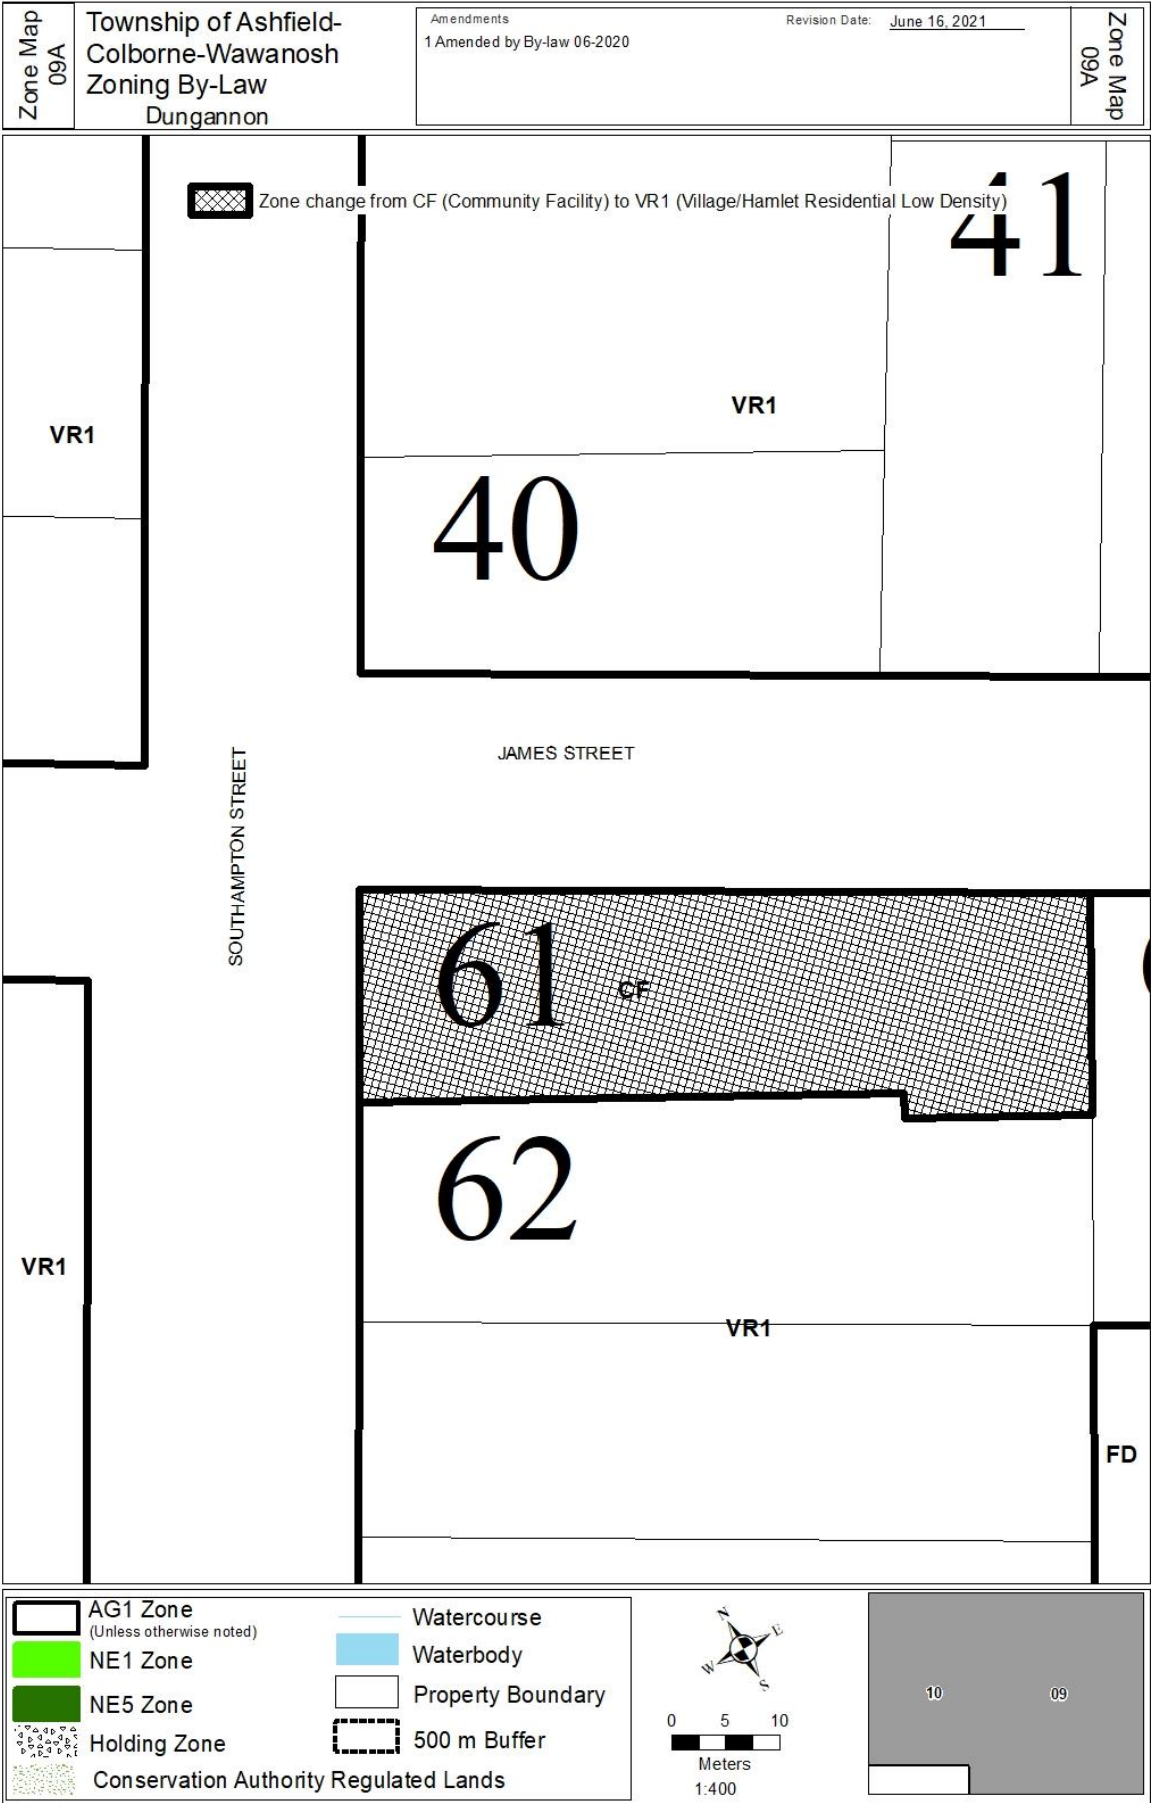 Zone Map
09A
Township of Ashfield-
Colborne-Wawanosh
Zoning By-Law
Dungannon
Amendments
1 Amended by By-law 06-2020
Revision Date: June 16, 2021
Zone Map
09A
Zone change from CF (Community Facility) to VR1 (Village/Hamlet Residential Low Density)
41
VR1
VR1
40
JAMES STREET
SOUTHAMPTON STREET
61
CF
62
VR1
VR1
FD
AG1 Zone
(Unless otherwise noted)
NE1 Zone
NE5 Zone
Holding Zone
Conservation Authority Regulated Lands
Watercourse
Waterbody
Property Boundary
500 m Buffer
N
E
W
S
0 5 10
Meters
1:400
10
09